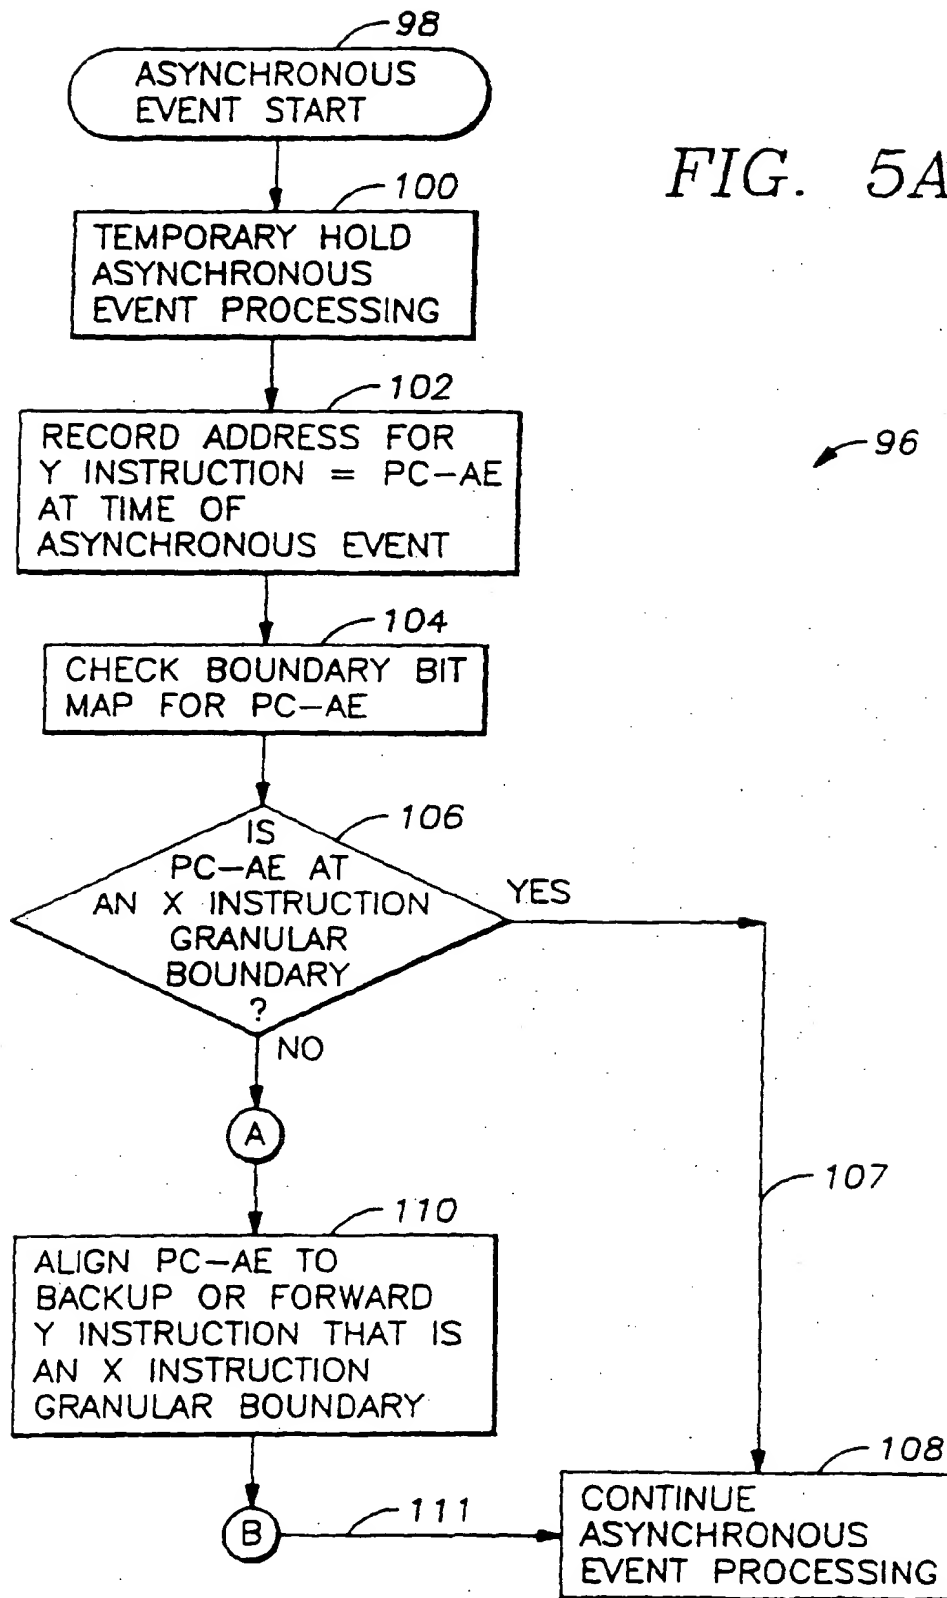 98
ASYNCHRONOUS
EVENT START
FIG. 5A
100
TEMPORARY HOLD
ASYNCHRONOUS
EVENT PROCESSING
102
RECORD ADDRESS FOR
Y INSTRUCTION = PC-AE
AT TIME OF
ASYNCHRONOUS EVENT
96
104
CHECK BOUNDARY BIT
MAP FOR PC-AE
106
IS
PC-AE AT
AN X INSTRUCTION
GRANULAR
BOUNDARY
?
YES
NO
A
107
110
ALIGN PC-AE TO
BACKUP OR FORWARD
Y INSTRUCTION THAT IS
AN X INSTRUCTION
GRANULAR BOUNDARY
B
111
108
CONTINUE
ASYNCHRONOUS
EVENT PROCESSING